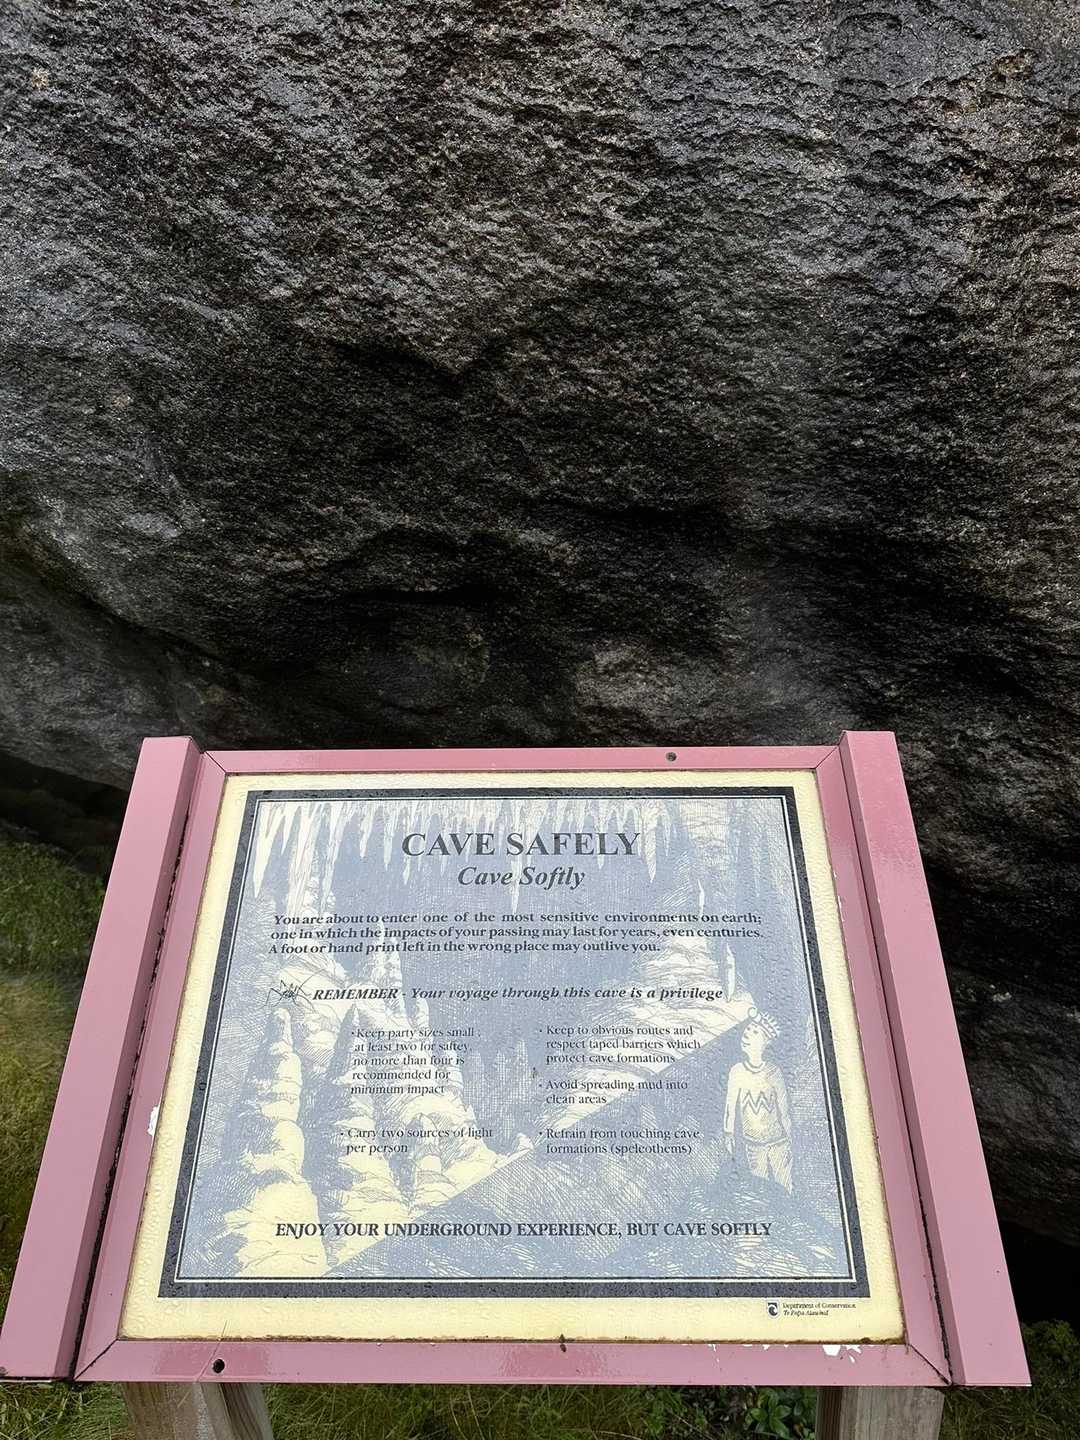 CAVE SAFELY
Cave Softly
You are about to enter one of the most sensitive environments on earth;
one in which the impacts of your passing may last for years, even centuries.
A foot or hand print left in the wrong place may outlive you.
REMEMBER - Your voyage through this cave is a privilege
· Keep party sizes small ;
at least two for saftey,
no more than four is
recommended for
minimum impact
· Carry two sources of light
per person
· Keep to obvious routes and
respect taped barriers which
protect cave formations
· Avoid spreading mud into
clean areas
· Refrain from touching cave
formations (speleothems)
ENJOY YOUR UNDERGROUND EXPERIENCE, BUT CAVE SOFTLY
Department of Conservation
Te Papa Atawhai